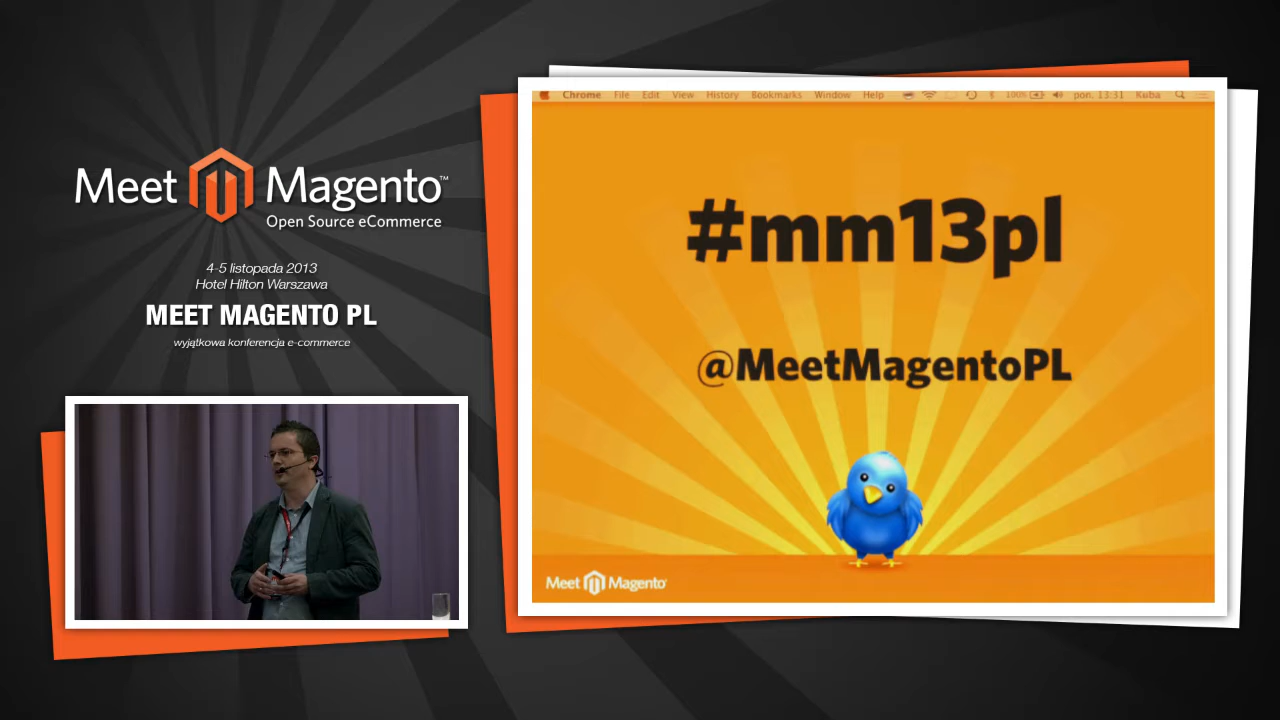 Meet Magento™
Open Source eCommerce
4-5 listopada 2013
Hotel Hilton Warszawa
MEET MAGENTO PL
wyjątkowa konferencja e-commerce
Chrome File Edit View History Bookmarks Window Help 100% pon. 13:31 Kuba
#mm13pl
@MeetMagentoPL
Meet Magento